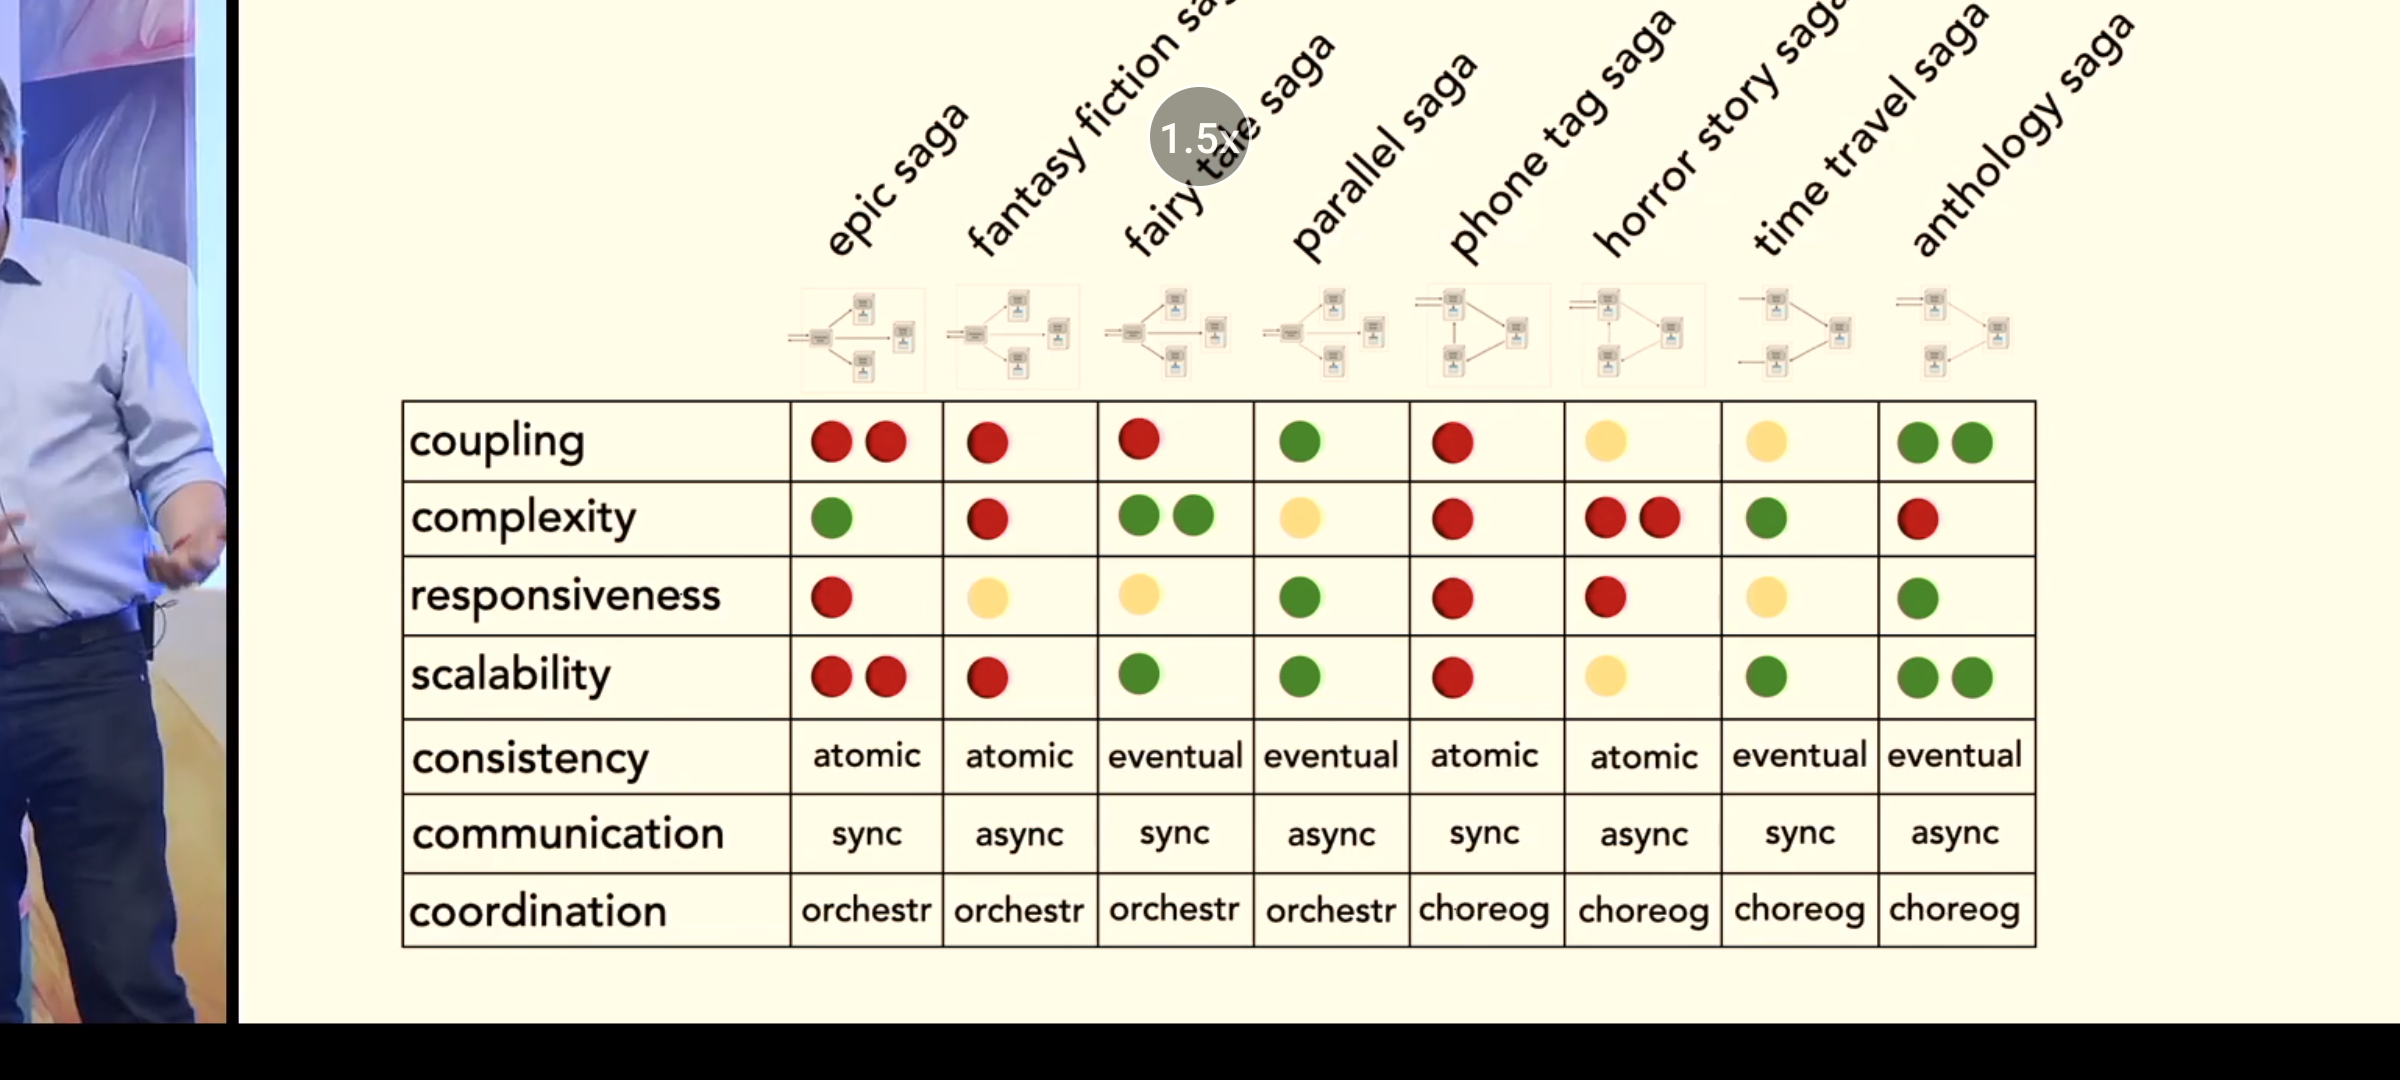 epic saga
fantasy fiction
fairy tale saga
parallel saga
phone tag saga
horror story saga
time travel saga
anthology saga
1.5x
coupling
complexity
responsiveness
scalability
consistency atomic atomic eventual eventual atomic atomic eventual eventual
communication sync async sync async sync async sync async
coordination orchestr orchestr orchestr orchestr choreog choreog choreog choreog